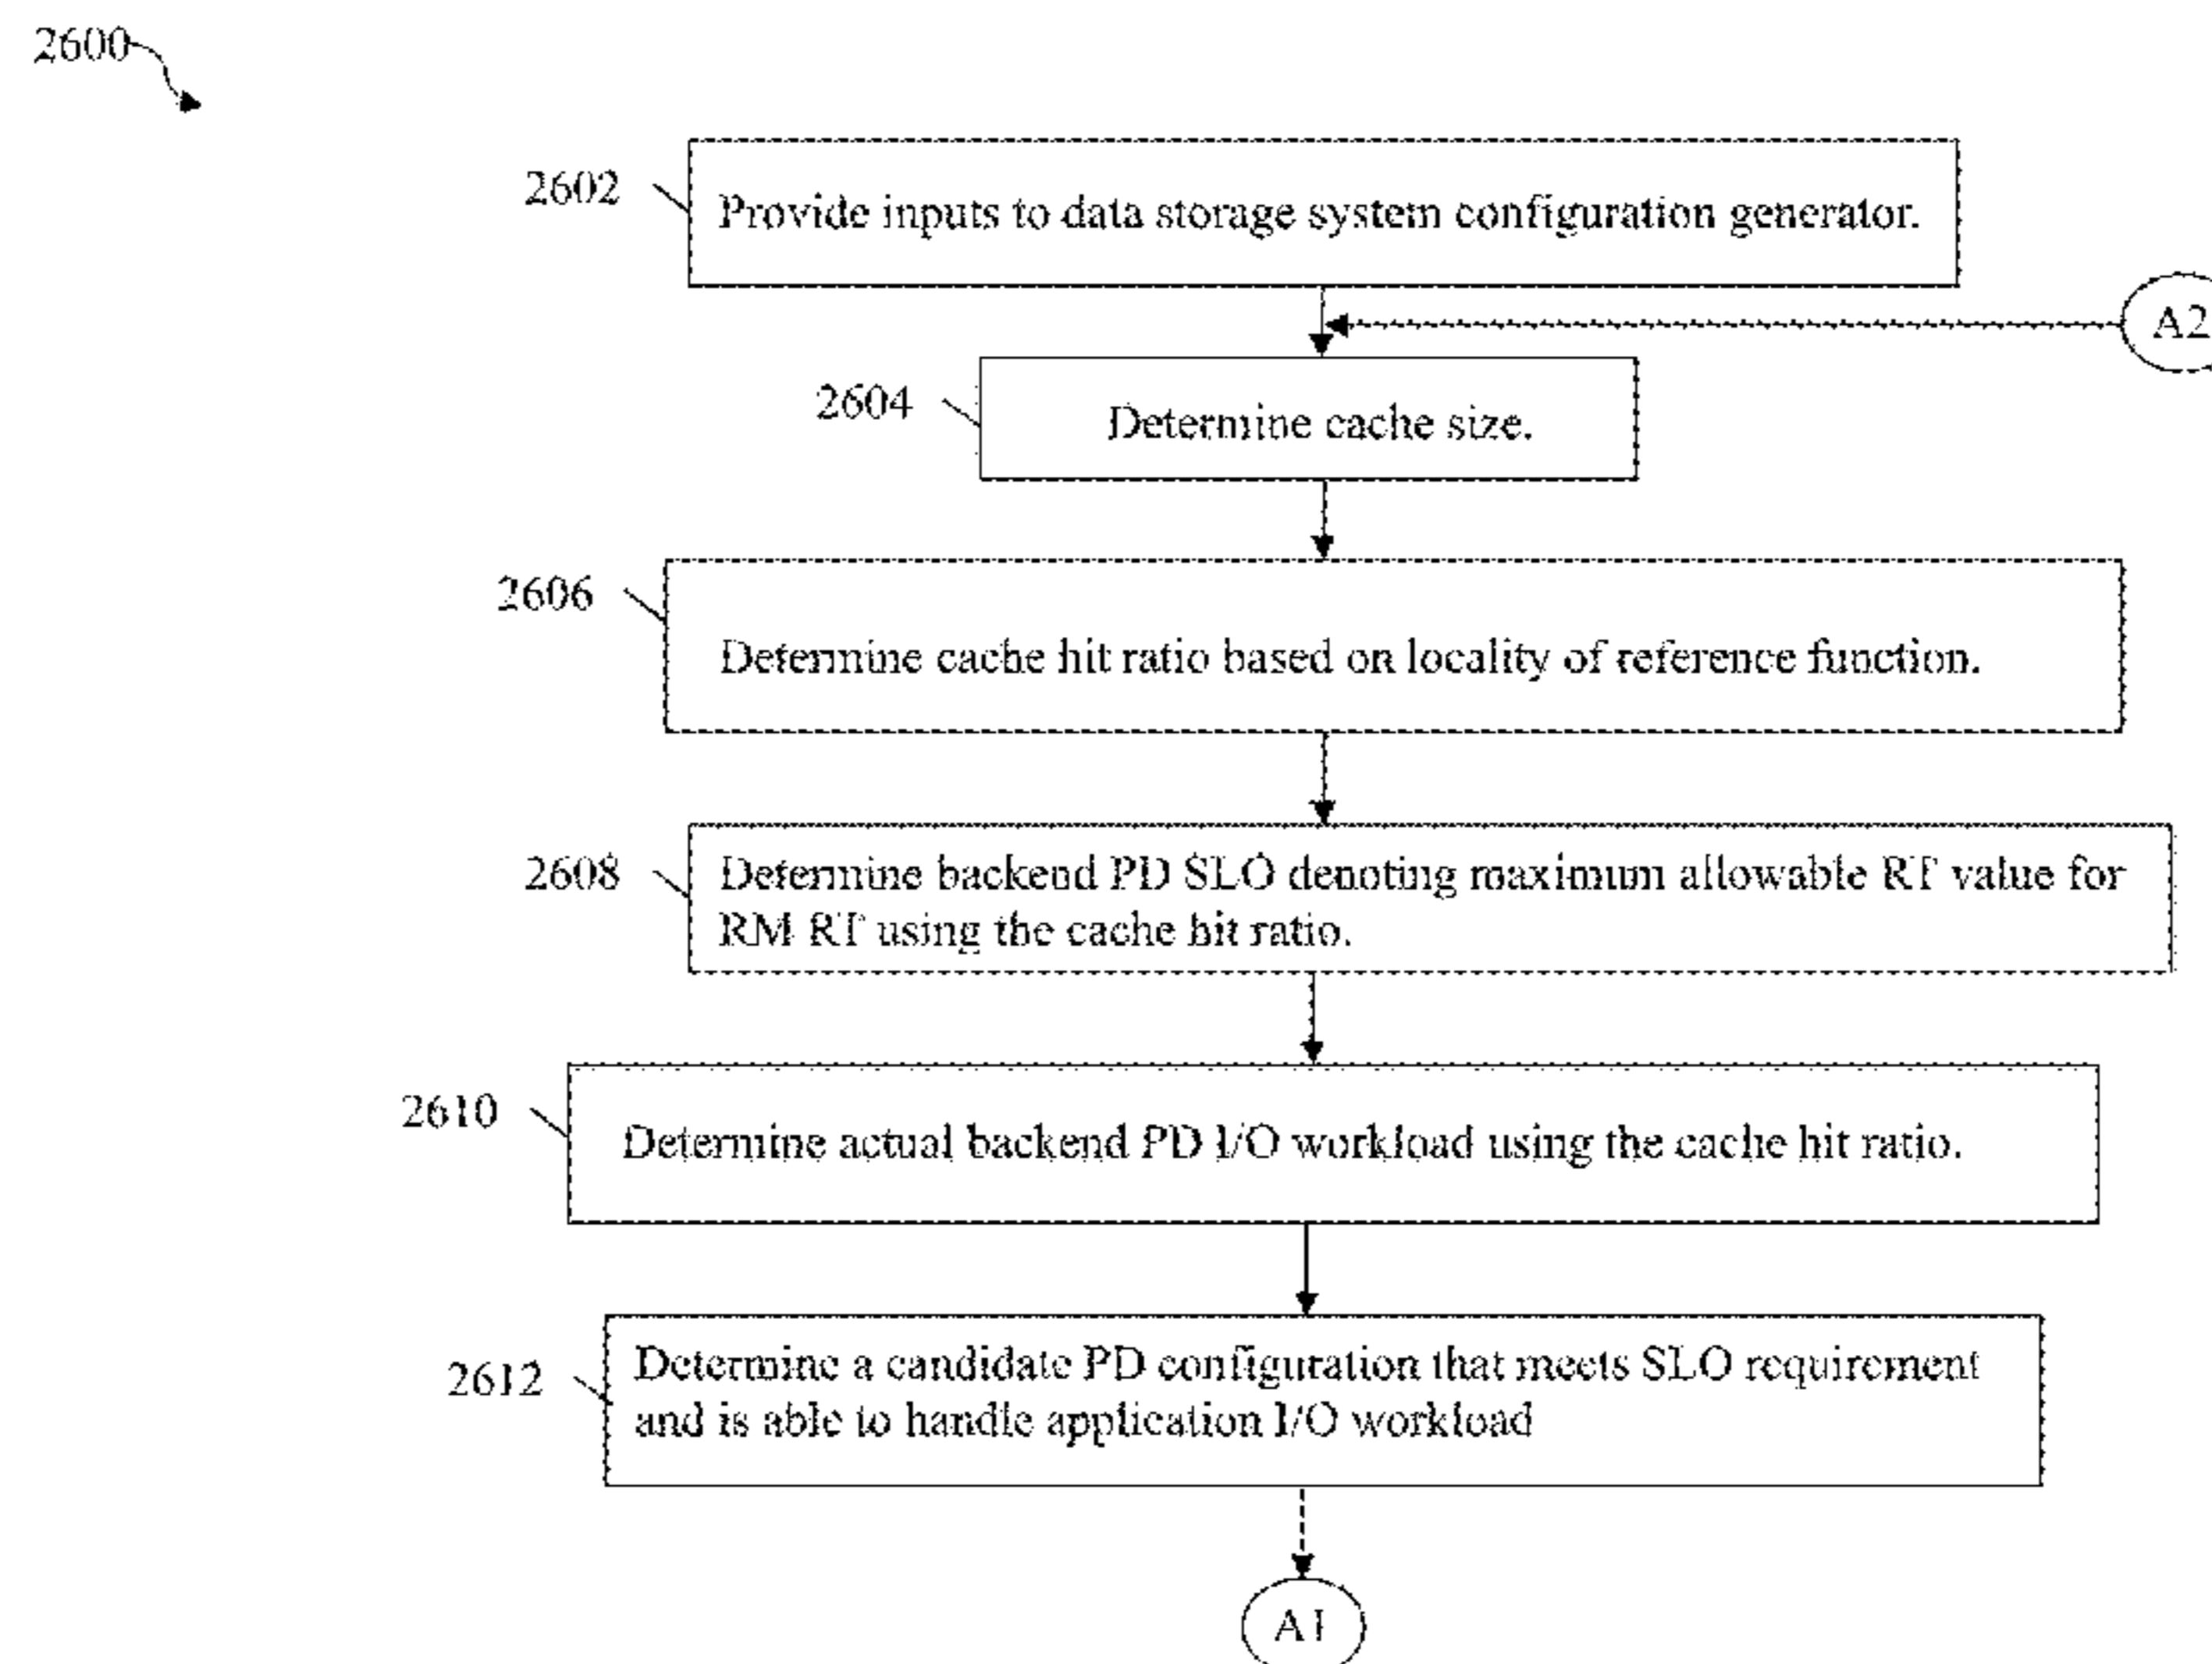 2600
2602
Provide inputs to data storage system configuration generator.
A2
2604
Determine cache size.
2606
Determine cache hit ratio based on locality of reference function.
2608
Determine backend PD SLO denoting maximum allowable RT value for
RM RT using the cache hit ratio.
2610
Determine actual backend PD I/O workload using the cache hit ratio.
2612
Determine a candidate PD configuration that meets SLO requirement
and is able to handle application I/O workload
A1